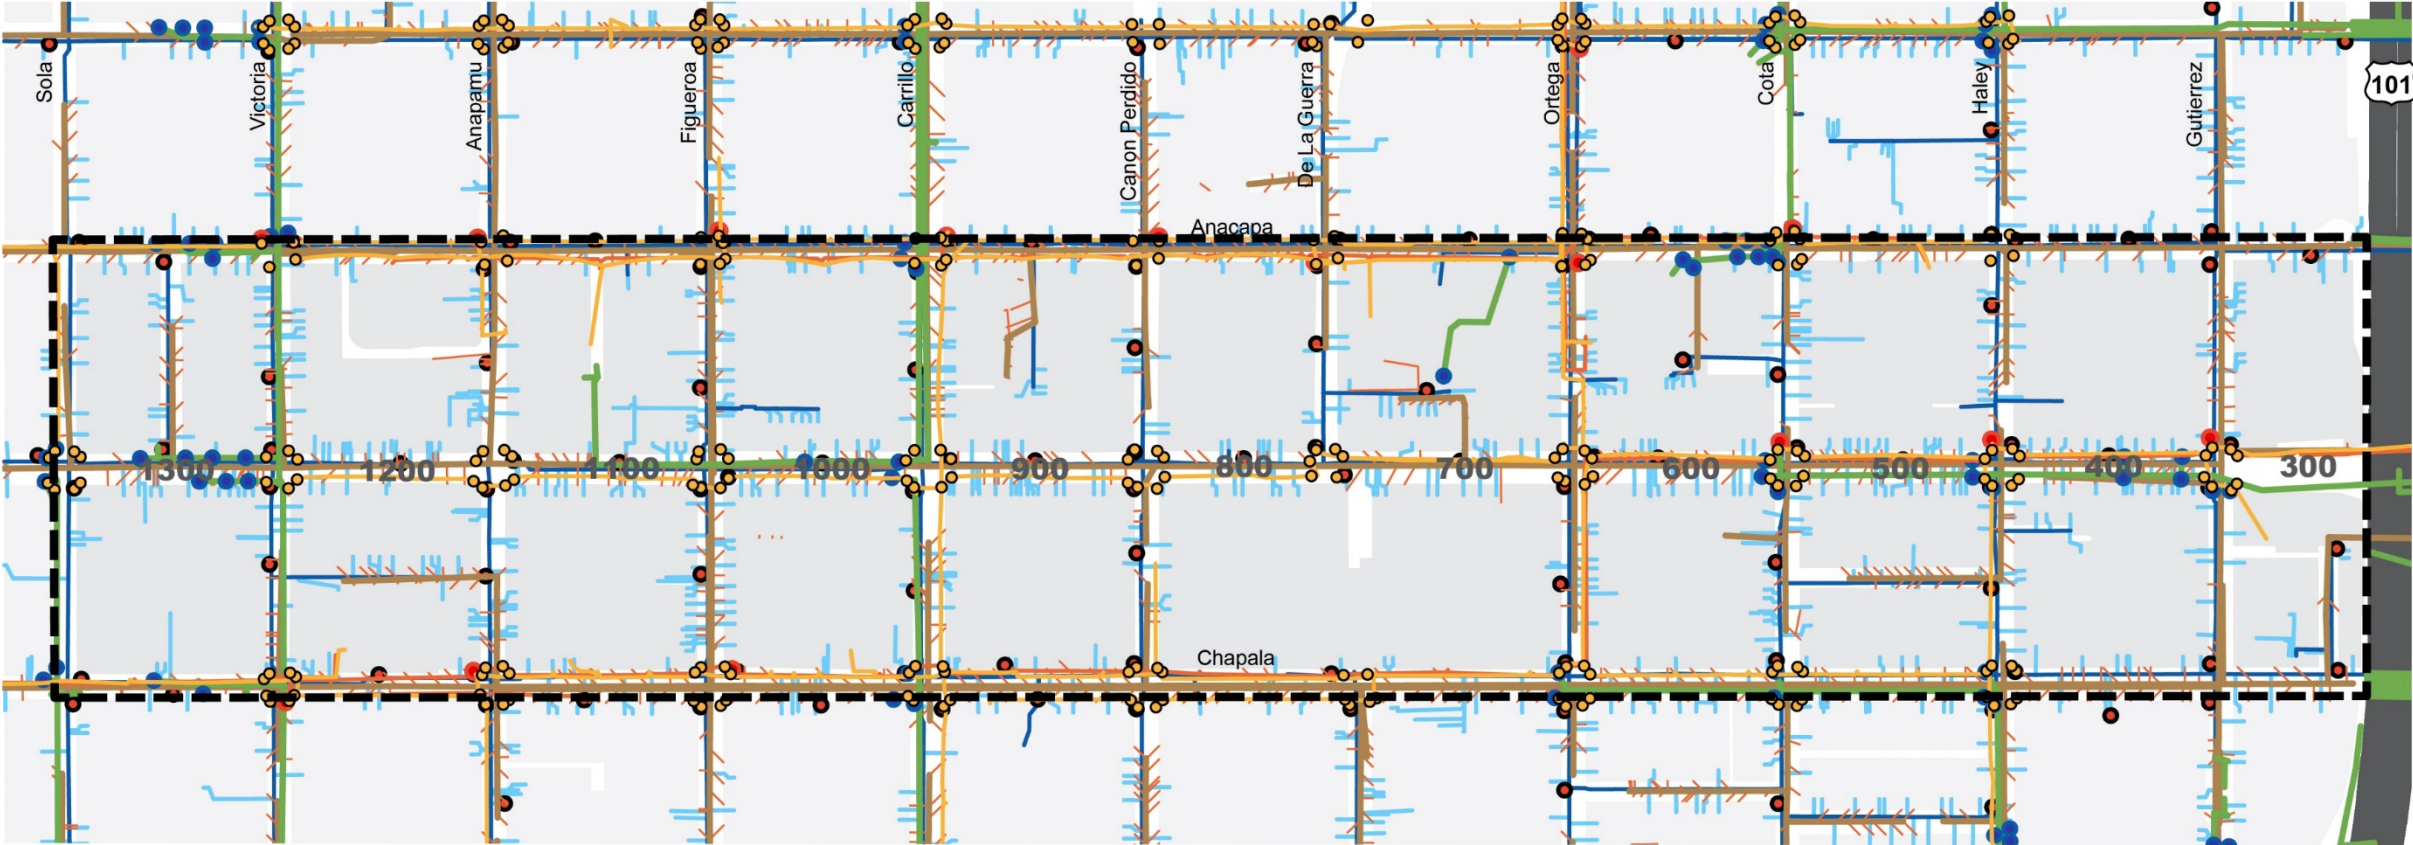 Sola
Victoria
Anapamu
Figueroa
Carrillo
Canon Perdido
De La Guerra
Ortega
Cota
Haley
Gutierrez
101
Anacapa
1300
1200
1100
1000
900
800
700
600
500
400
300
Chapala